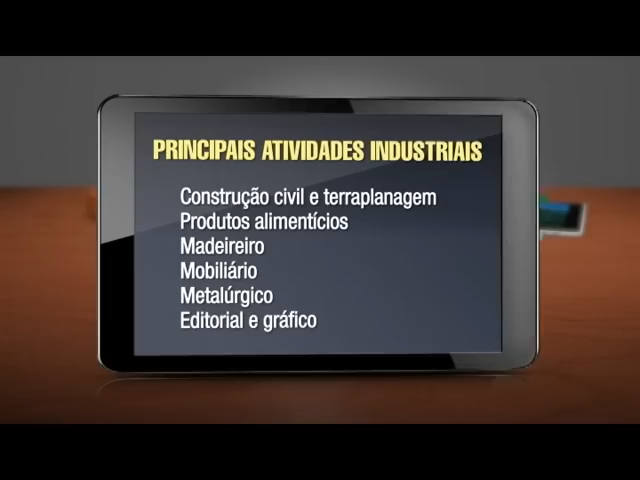 PRINCIPAIS ATIVIDADES INDUSTRIAIS
Construção civil e terraplanagem
Produtos alimentícios
Madeireiro
Mobiliário
Metalúrgico
Editorial e gráfico